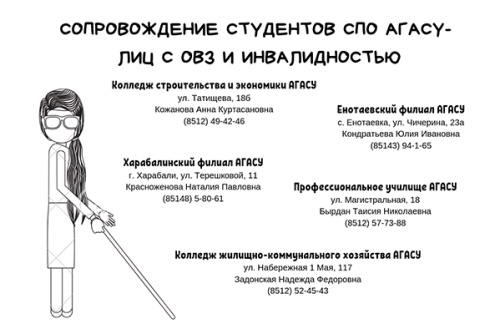 СОПРОВОЖДЕНИЕ СТУДЕНТОВ СПО АГАСУ-
ЛИЦ С ОВЗ И ИНВАЛИДНОСТЬЮ
Колледж строительства и экономики АГАСУ
ул. Татищева, 18б
Кожанова Анна Куртасановна
(8512) 49-42-46
Енотаевский филиал АГАСУ
с. Енотаевка, ул. Чичерина, 23а
Кондратьева Юлия Ивановна
(85143) 94-1-65
Харабалинский филиал АГАСУ
г. Харабали, ул. Терешковой, 11
Красноженова Наталия Павловна
(85148) 5-80-61
Профессиональное училище АГАСУ
ул. Магистральная, 18
Бырдан Таисия Николаевна
(8512) 57-73-88
Колледж жилищно-коммунального хозяйства АГАСУ
ул. Набережная 1 Мая, 117
Задонская Надежда Федоровна
(8512) 52-45-43